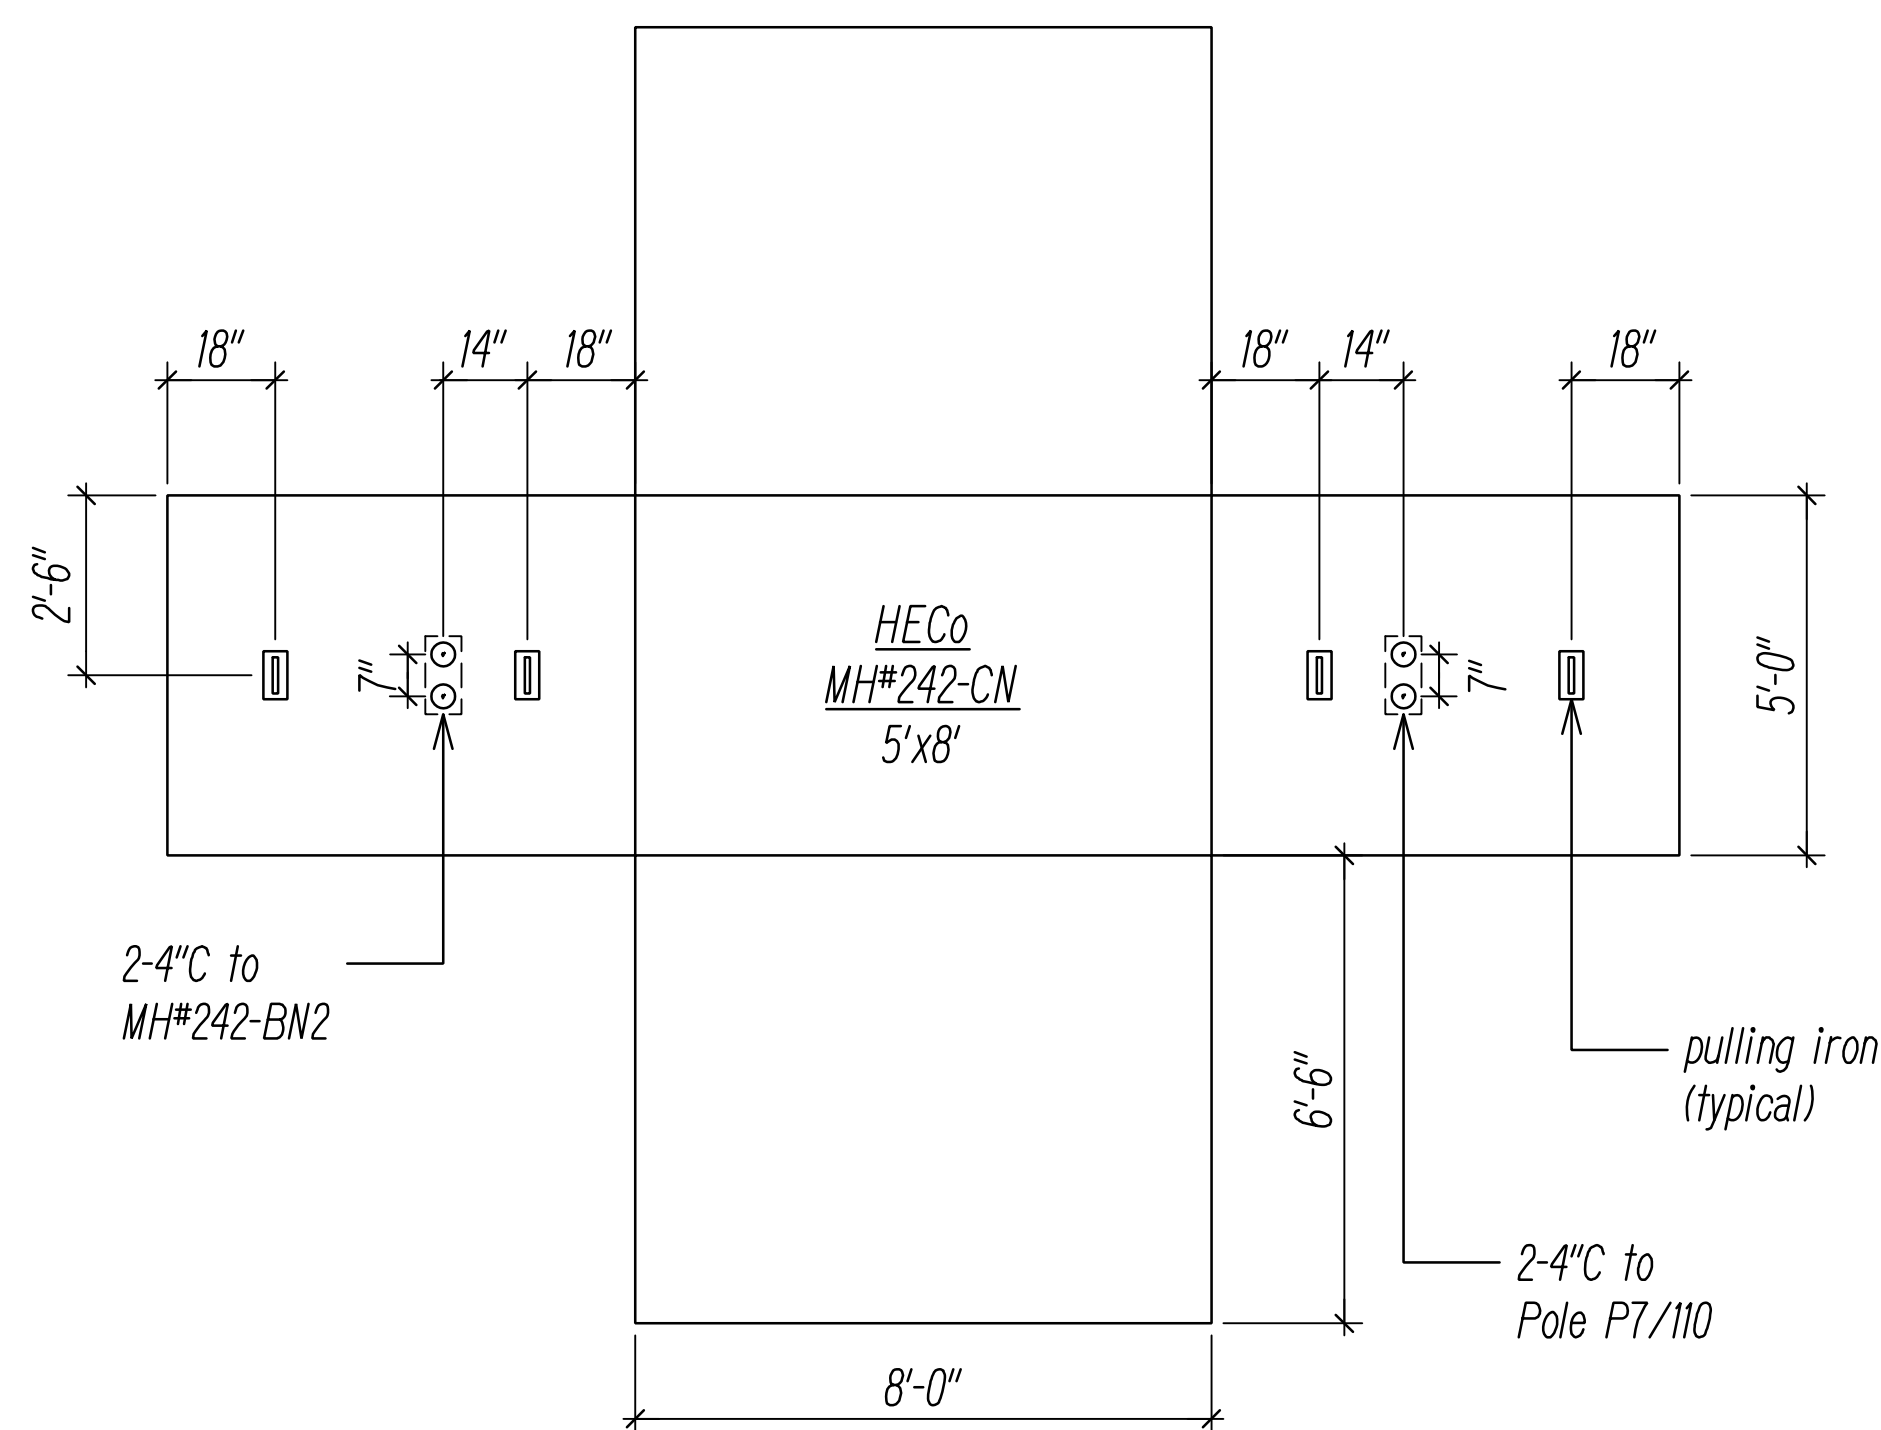 18" 14" 18" 18" 14" 18"
2'-6"
7"
HECo
MH#242-CN
5'x8'
7"
5'-0"
2-4"C to
MH#242-BN2
pulling iron
(typical)
6'-6"
2-4"C to
Pole P7/110
8'-0"